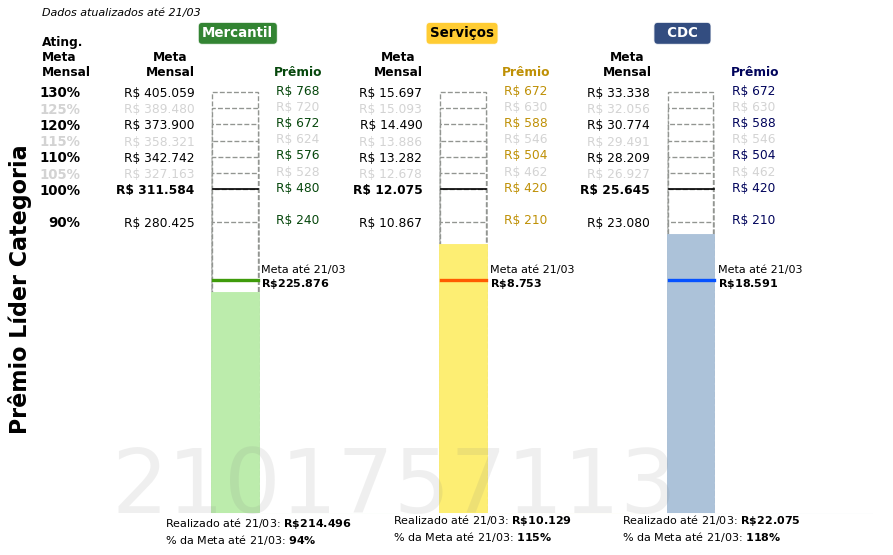 Dados atualizados até 21/03
Mercantil Serviços CDC
Ating. Meta Mensal Meta Mensal Prêmio Meta Mensal Prêmio Meta Mensal Prêmio
130% R$ 405.059 R$ 768 R$ 15.697 R$ 672 R$ 33.338 R$ 672
125% R$ 389.480 R$ 720 R$ 15.093 R$ 630 R$ 32.056 R$ 630
120% R$ 373.900 R$ 672 R$ 14.490 R$ 588 R$ 30.774 R$ 588
115% R$ 358.321 R$ 624 R$ 13.886 R$ 546 R$ 29.491 R$ 546
110% R$ 342.742 R$ 576 R$ 13.282 R$ 504 R$ 28.209 R$ 504
105% R$ 327.163 R$ 528 R$ 12.678 R$ 462 R$ 26.927 R$ 462
100% R$ 311.584 R$ 480 R$ 12.075 R$ 420 R$ 25.645 R$ 420
90% R$ 280.425 R$ 240 R$ 10.867 R$ 210 R$ 23.080 R$ 210
Meta até 21/03 Meta até 21/03 Meta até 21/03
R$225.876 R$8.753 R$18.591
Prêmio Líder Categoria
2101757113
Realizado até 21/03: R$214.496 Realizado até 21/03: R$10.129 Realizado até 21/03: R$22.075
% da Meta até 21/03: 94% % da Meta até 21/03: 115% % da Meta até 21/03: 118%